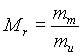 M_r = m_m / m_u